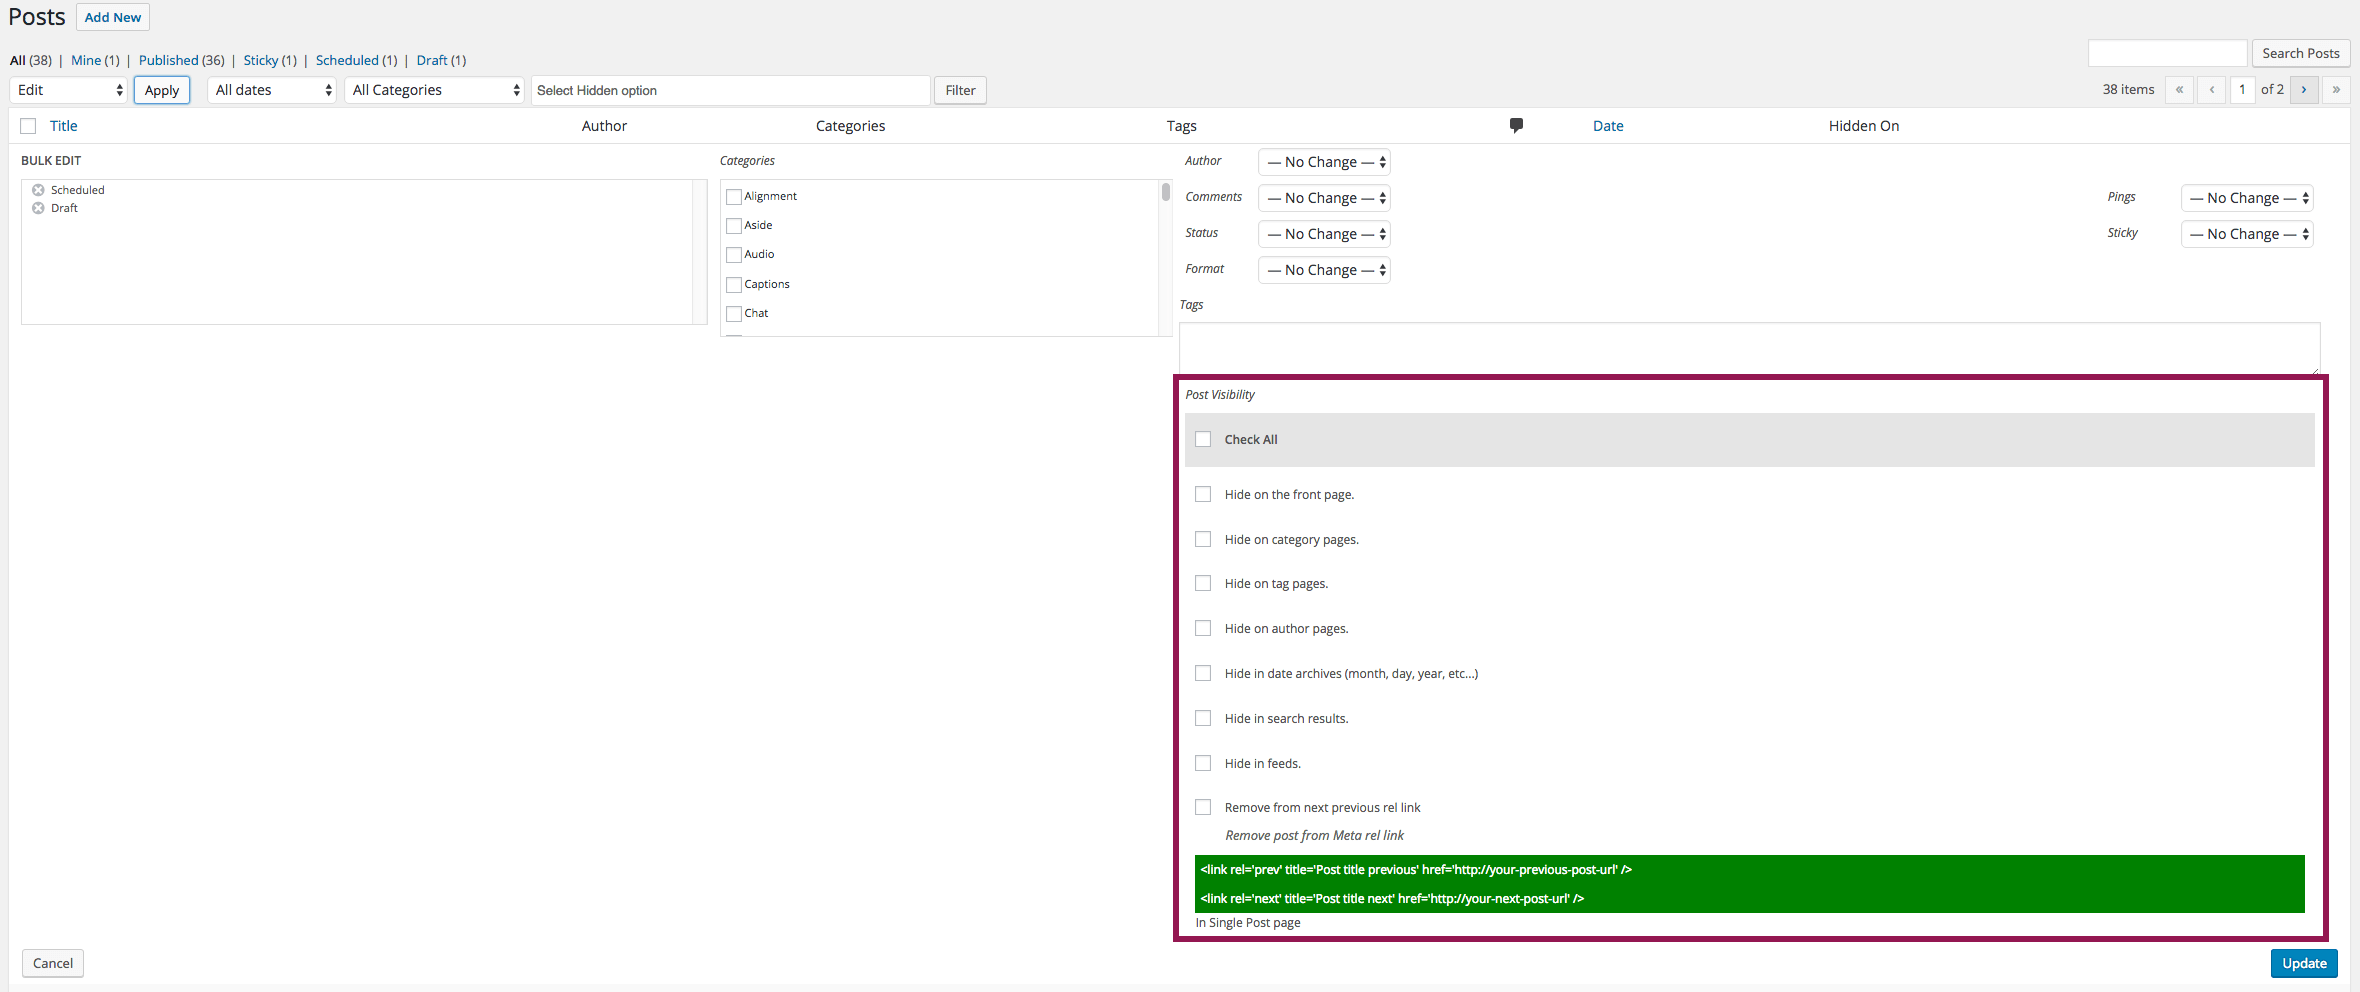 Posts Add New
All (38) | Mine (1) | Published (36) | Sticky (1) | Scheduled (1) | Draft (1)
Search Posts
Edit Apply All dates All Categories Select Hidden option Filter 38 items « ‹ 1 of 2 › »
Title Author Categories Tags Date Hidden On
BULK EDIT
Scheduled
Draft
Categories
Alignment
Aside
Audio
Captions
Chat
Author — No Change —
Comments — No Change — Pings — No Change —
Status — No Change — Sticky — No Change —
Format — No Change —
Tags
Post Visibility
Check All
Hide on the front page.
Hide on category pages.
Hide on tag pages.
Hide on author pages.
Hide in date archives (month, day, year, etc...)
Hide in search results.
Hide in feeds.
Remove from next previous rel link
Remove post from Meta rel link
<link rel='prev' title='Post title previous' href='http://your-previous-post-url' />
<link rel='next' title='Post title next' href='http://your-next-post-url' />
In Single Post page
Cancel Update